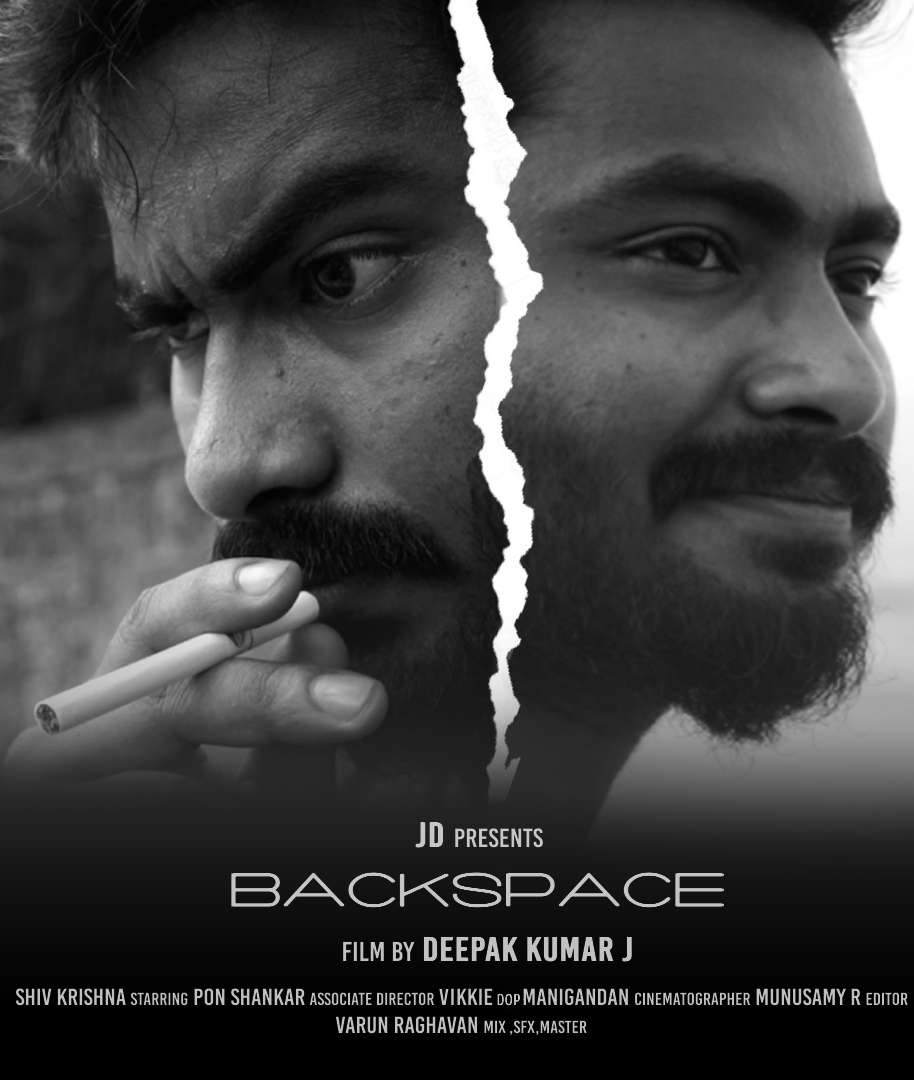 JD PRESENTS
BACKSPACE
FILM BY DEEPAK KUMAR J
SHIV KRISHNA STARRING PON SHANKAR ASSOCIATE DIRECTOR VIKKIE DOP MANIGANDAN CINEMATOGRAPHER MUNUSAMY R EDITOR
VARUN RAGHAVAN MIX ,SFX,MASTER